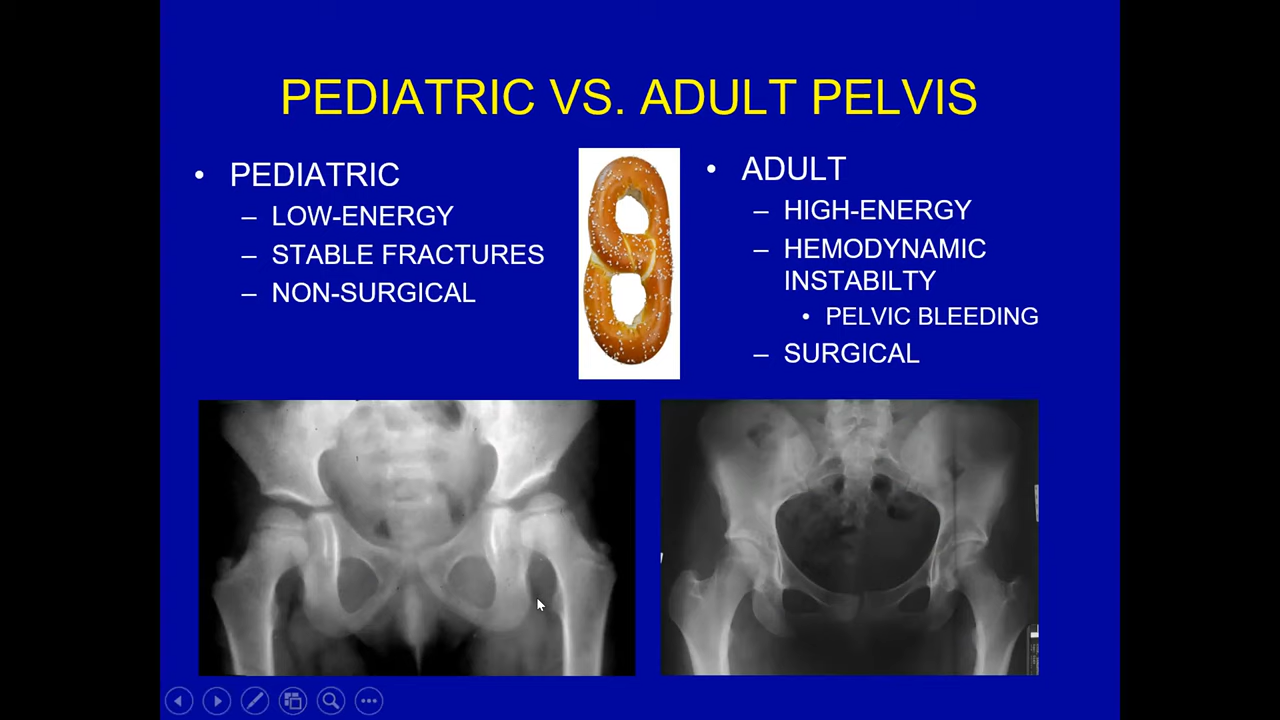 PEDIATRIC VS. ADULT PELVIS
• PEDIATRIC
– LOW-ENERGY
– STABLE FRACTURES
– NON-SURGICAL
• ADULT
– HIGH-ENERGY
– HEMODYNAMIC
INSTABILTY
• PELVIC BLEEDING
– SURGICAL